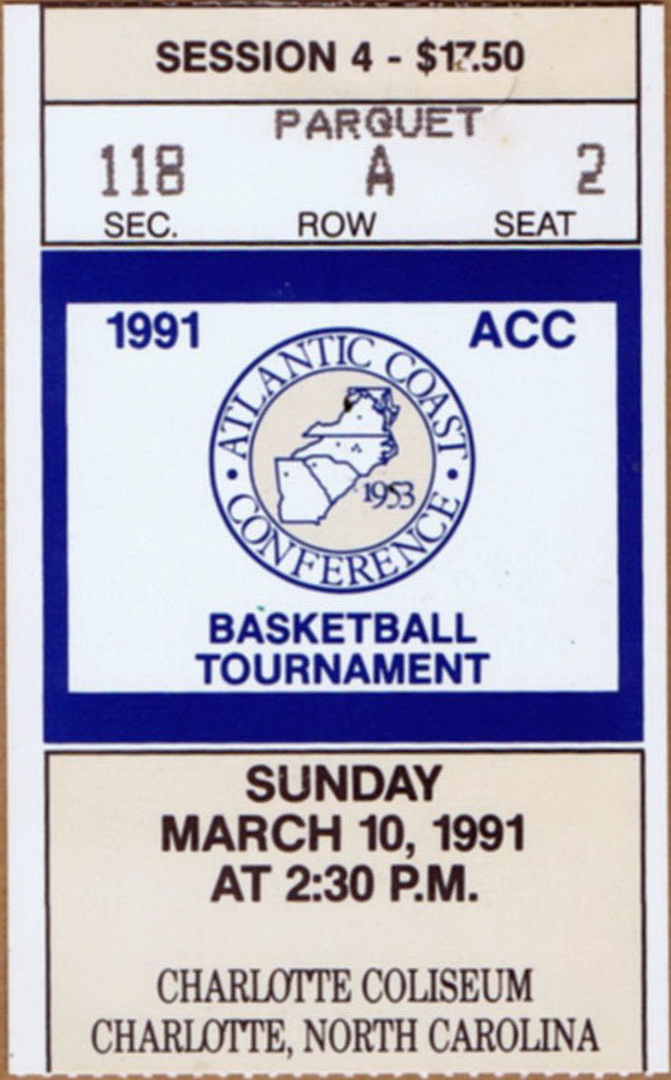 SESSION 4 - $17.50
PARQUET
118 A 2
SEC. ROW SEAT
1991 ACC
ATLANTIC COAST
CONFERENCE
1953
BASKETBALL
TOURNAMENT
SUNDAY
MARCH 10, 1991
AT 2:30 P.M.
CHARLOTTE COLISEUM
CHARLOTTE, NORTH CAROLINA